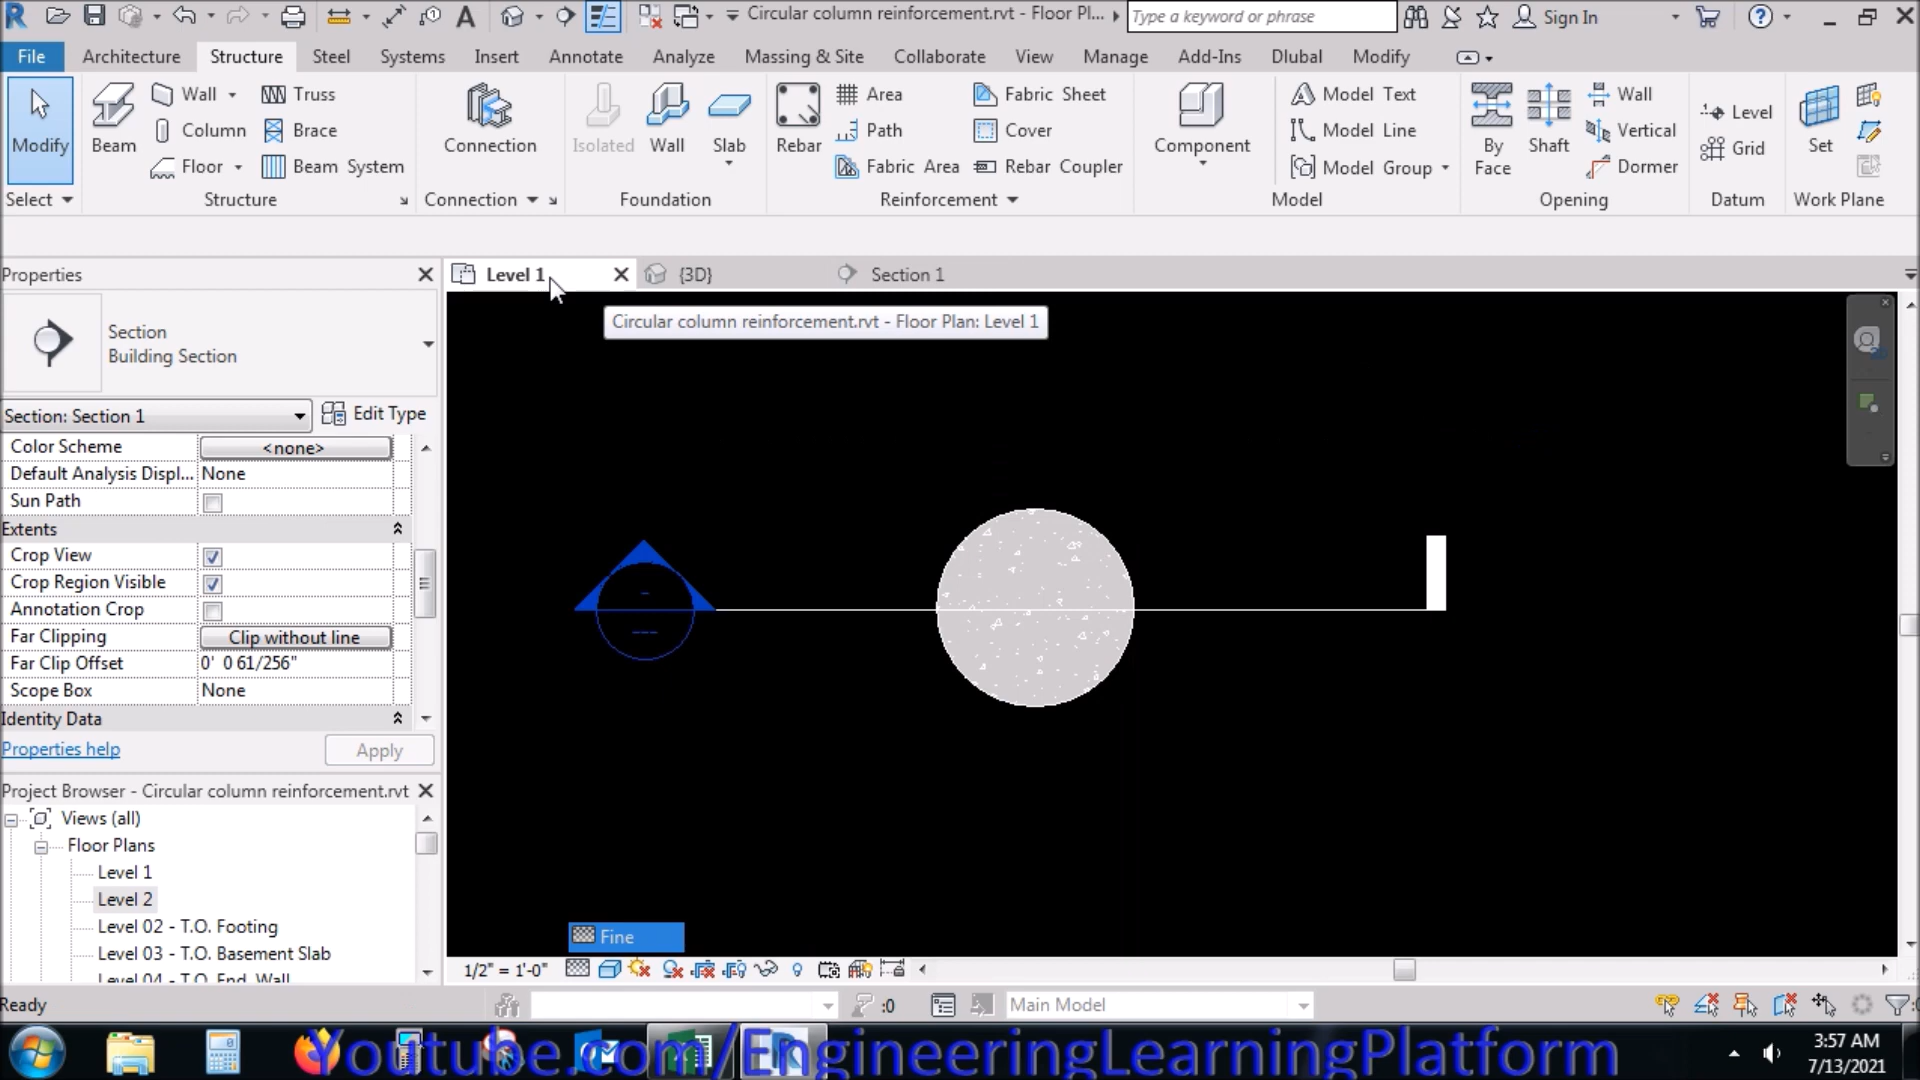 Circular column reinforcement.rvt - Floor Pl...
Type a keyword or phrase
Sign In
File Architecture Structure Steel Systems Insert Annotate Analyze Massing & Site Collaborate View Manage Add-Ins Dlubal Modify
Modify
Beam
Wall
Column
Floor
Truss
Brace
Beam System
Connection
Isolated
Wall
Slab
Rebar
Area
Path
Fabric Area
Fabric Sheet
Cover
Rebar Coupler
Component
Model Text
Model Line
Model Group
By Face
Shaft
Wall
Vertical
Dormer
Level
Grid
Set
Select Structure Connection Foundation Reinforcement Model Opening Datum Work Plane
Properties
Level 1 {3D} Section 1
Circular column reinforcement.rvt - Floor Plan: Level 1
Section
Building Section
Section: Section 1 Edit Type
Color Scheme <none>
Default Analysis Displ... None
Sun Path
Extents
Crop View
Crop Region Visible
Annotation Crop
Far Clipping Clip without line
Far Clip Offset 0' 0 61/256"
Scope Box None
Identity Data
Properties help Apply
Project Browser - Circular column reinforcement.rvt
Views (all)
Floor Plans
Level 1
Level 2
Level 02 - T.O. Footing
Level 03 - T.O. Basement Slab
Fine
1/2" = 1'-0"
Ready :0 Main Model
Youtube.com/EngineeringLearningPlatform
3:57 AM
7/13/2021